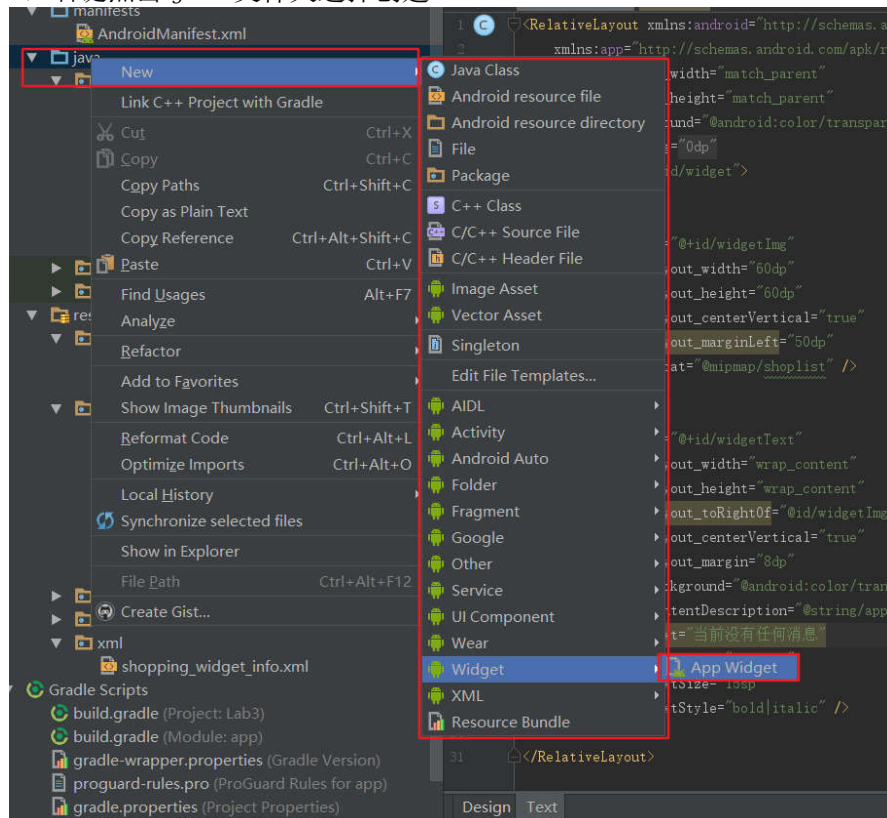 manifests
AndroidManifest.xml
java
New
Link C++ Project with Gradle
Cut Ctrl+X
Copy Ctrl+C
Copy Paths Ctrl+Shift+C
Copy as Plain Text
Copy Reference Ctrl+Alt+Shift+C
Paste Ctrl+V
Find Usages Alt+F7
Analyze
Refactor
Add to Favorites
Show Image Thumbnails Ctrl+Shift+T
Reformat Code Ctrl+Alt+L
Optimize Imports Ctrl+Alt+O
Local History
Synchronize selected files
Show in Explorer
File Path Ctrl+Alt+F12
Create Gist...
res
xml
shopping_widget_info.xml
Gradle Scripts
build.gradle (Project: Lab3)
build.gradle (Module: app)
gradle-wrapper.properties (Gradle Version)
proguard-rules.pro (ProGuard Rules for app)
gradle.properties (Project Properties)
Java Class
Android resource file
Android resource directory
File
Package
C++ Class
C/C++ Source File
C/C++ Header File
Image Asset
Vector Asset
Singleton
Edit File Templates...
AIDL
Activity
Android Auto
Folder
Fragment
Google
Other
Service
UI Component
Wear
Widget
XML
Resource Bundle
App Widget
1 <RelativeLayout xmlns:android="http://schemas.a
2 xmlns:app="http://schemas.android.com/apk/r
width="match_parent"
height="match_parent"
und="@android:color/transpar
="0dp"
d/widget">
="@+id/widgetImg"
out_width="60dp"
out_height="60dp"
out_centerVertical="true"
out_marginLeft="50dp"
at="@mipmap/shoplist" />
="@+id/widgetText"
out_width="wrap_content"
out_height="wrap_content"
out_toRightOf="@id/widgetImg
out_centerVertical="true"
out_margin="8dp"
kground="@android:color/tran
tentDescription="@string/app
t="当前没有任何消息"
tSize="15sp"
tStyle="bold|italic" />
31 </RelativeLayout>
Design Text